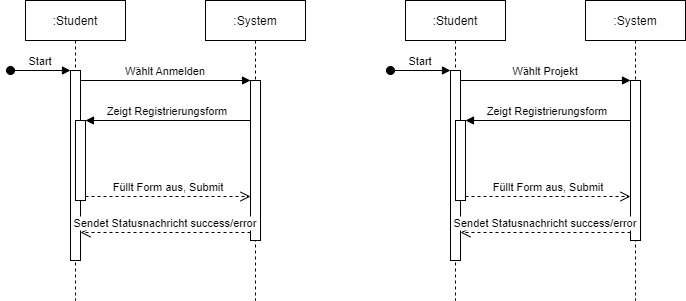 :Student
:System
Start
Wählt Anmelden
Zeigt Registrierungsform
Füllt Form aus, Submit
Sendet Statusnachricht success/error
:Student
:System
Start
Wählt Projekt
Zeigt Registrierungsform
Füllt Form aus, Submit
Sendet Statusnachricht success/error